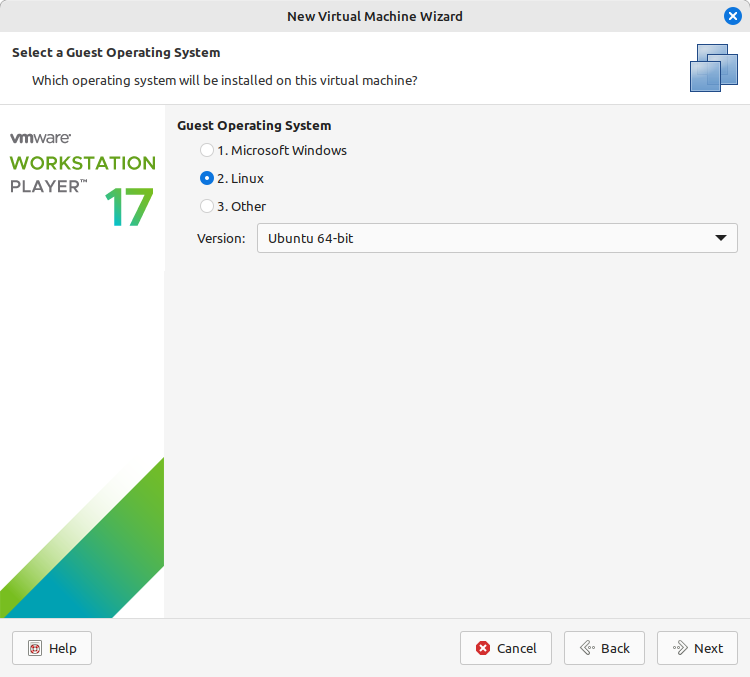 New Virtual Machine Wizard
Select a Guest Operating System
Which operating system will be installed on this virtual machine?
vmware
WORKSTATION
PLAYER™
17
Guest Operating System
1. Microsoft Windows
2. Linux
3. Other
Version: Ubuntu 64-bit
Help Cancel Back Next